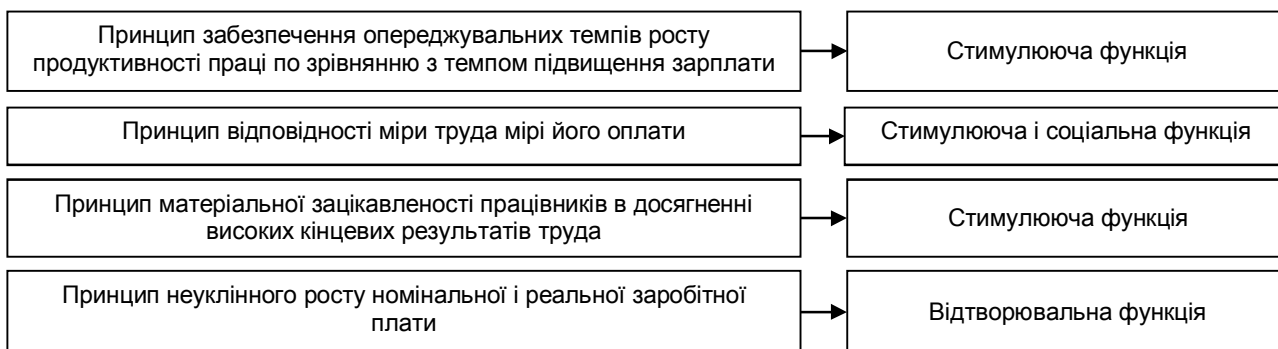 Принцип забезпечення опереджувальних темпів росту
продуктивності праці по зрівнянню з темпом підвищення зарплати
Стимулююча функція
Принцип відповідності міри труда мірі його оплати
Стимулююча і соціальна функція
Принцип матеріальної зацікавленості працівників в досягненні
високих кінцевих результатів труда
Стимулююча функція
Принцип неуклінного росту номінальної і реальної заробітної
плати
Відтворювальна функція